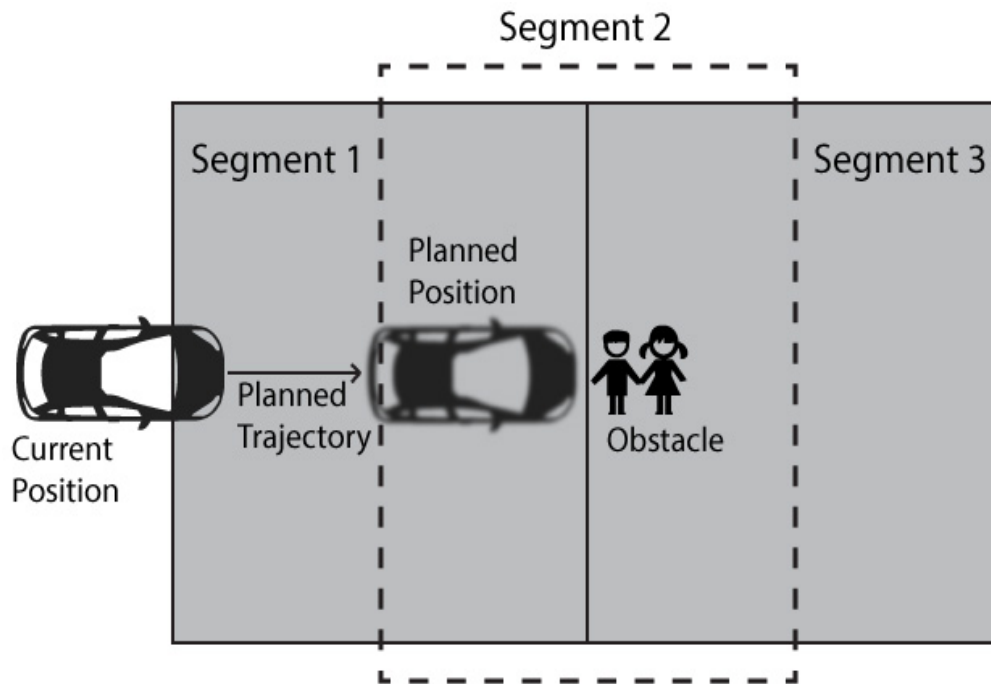 Segment 2
Segment 1
Segment 3
Planned
Position
Planned
Trajectory
Current
Position
Obstacle